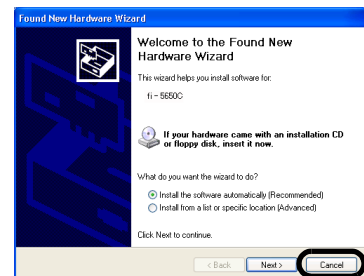 Found New Hardware Wizard
Welcome to the Found New
Hardware Wizard
This wizard helps you install software for:
fi – 5650C
If your hardware came with an installation CD
or floppy disk, insert it now.
What do you want the wizard to do?
Install the software automatically (Recommended)
Install from a list or specific location (Advanced)
Click Next to continue.
< Back
Next >
Cancel